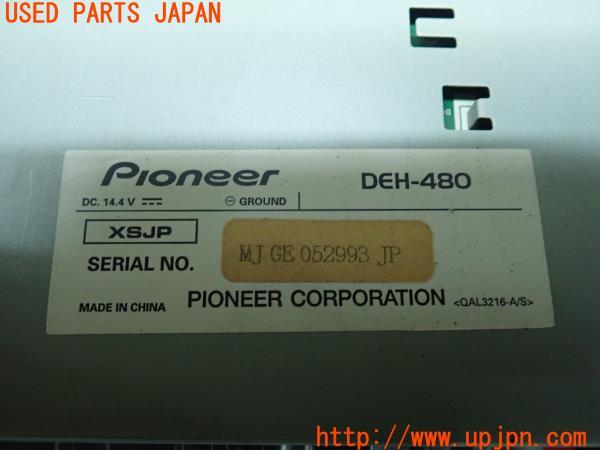 USED PARTS JAPAN
Pioneer DEH-480
DC. 14.4 V ⊖ GROUND
XSJP
SERIAL NO. MJ GE 052993 JP
MADE IN CHINA PIONEER CORPORATION <QAL3216-A/S>
http://www.upjpn.com/